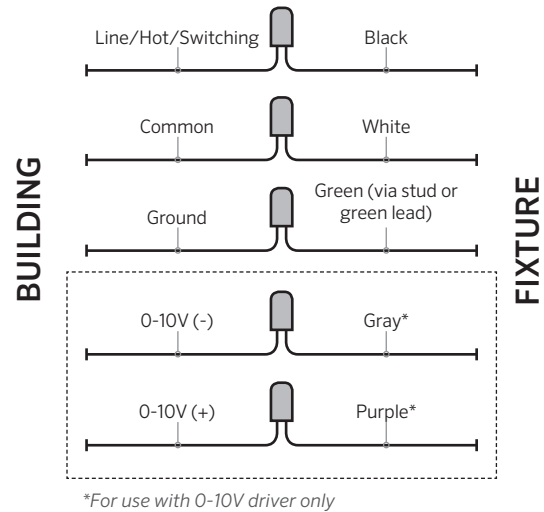 Line/Hot/Switching
Black
Common
White
BUILDING
Ground
Green (via stud or
green lead)
FIXTURE
0-10V (-)
Gray*
0-10V (+)
Purple*
*For use with 0-10V driver only